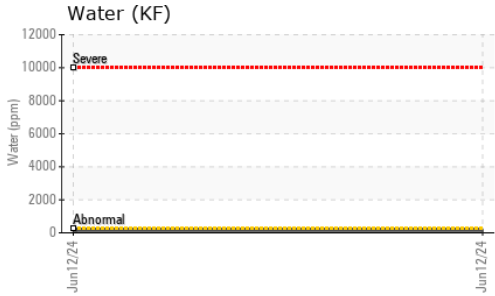 Water (KF)
12000
Severe
10000
8000
Water (ppm)
6000
4000
2000
Abnormal
0
Jun12/24
Jun12/24